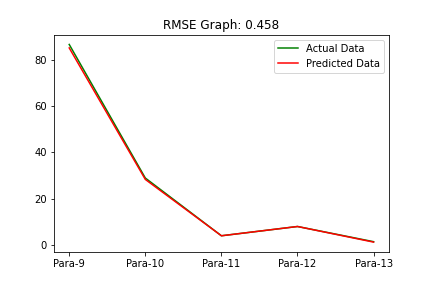 RMSE Graph: 0.458
Actual Data
Predicted Data
80
60
40
20
0
Para-9 Para-10 Para-11 Para-12 Para-13